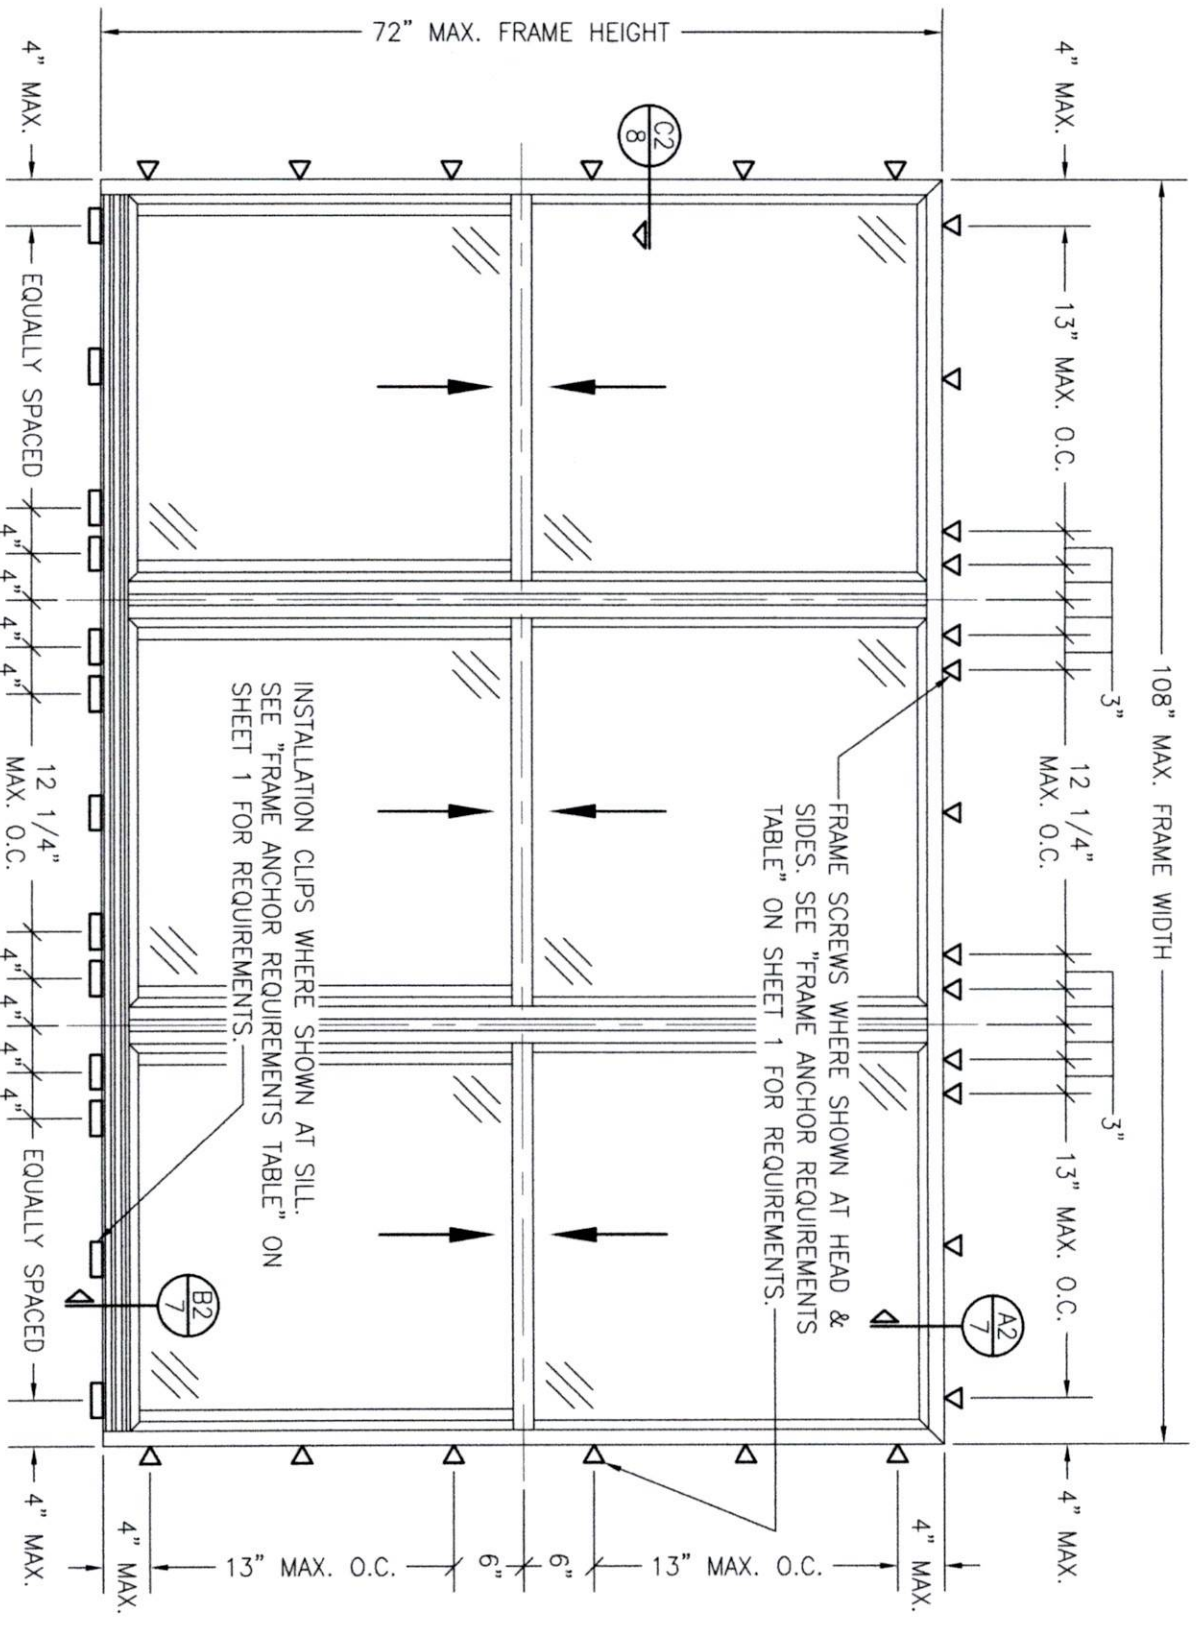 108" MAX. FRAME WIDTH
3"
3"
4" MAX.
13" MAX. O.C.
12 1/4"
MAX. O.C.
13" MAX. O.C.
4" MAX.
A2
7
4" MAX.
FRAME SCREWS WHERE SHOWN AT HEAD &
SIDES. SEE "FRAME ANCHOR REQUIREMENTS
TABLE" ON SHEET 1 FOR REQUIREMENTS.
13" MAX. O.C.
C2
8
72" MAX. FRAME HEIGHT
6"
6"
INSTALLATION CLIPS WHERE SHOWN AT SILL.
SEE "FRAME ANCHOR REQUIREMENTS TABLE" ON
SHEET 1 FOR REQUIREMENTS.
13" MAX. O.C.
B2
7
4" MAX.
4" MAX.
EQUALLY SPACED
4"
4"
4"
4"
12 1/4"
MAX. O.C.
4"
4"
4"
4"
EQUALLY SPACED
4" MAX.